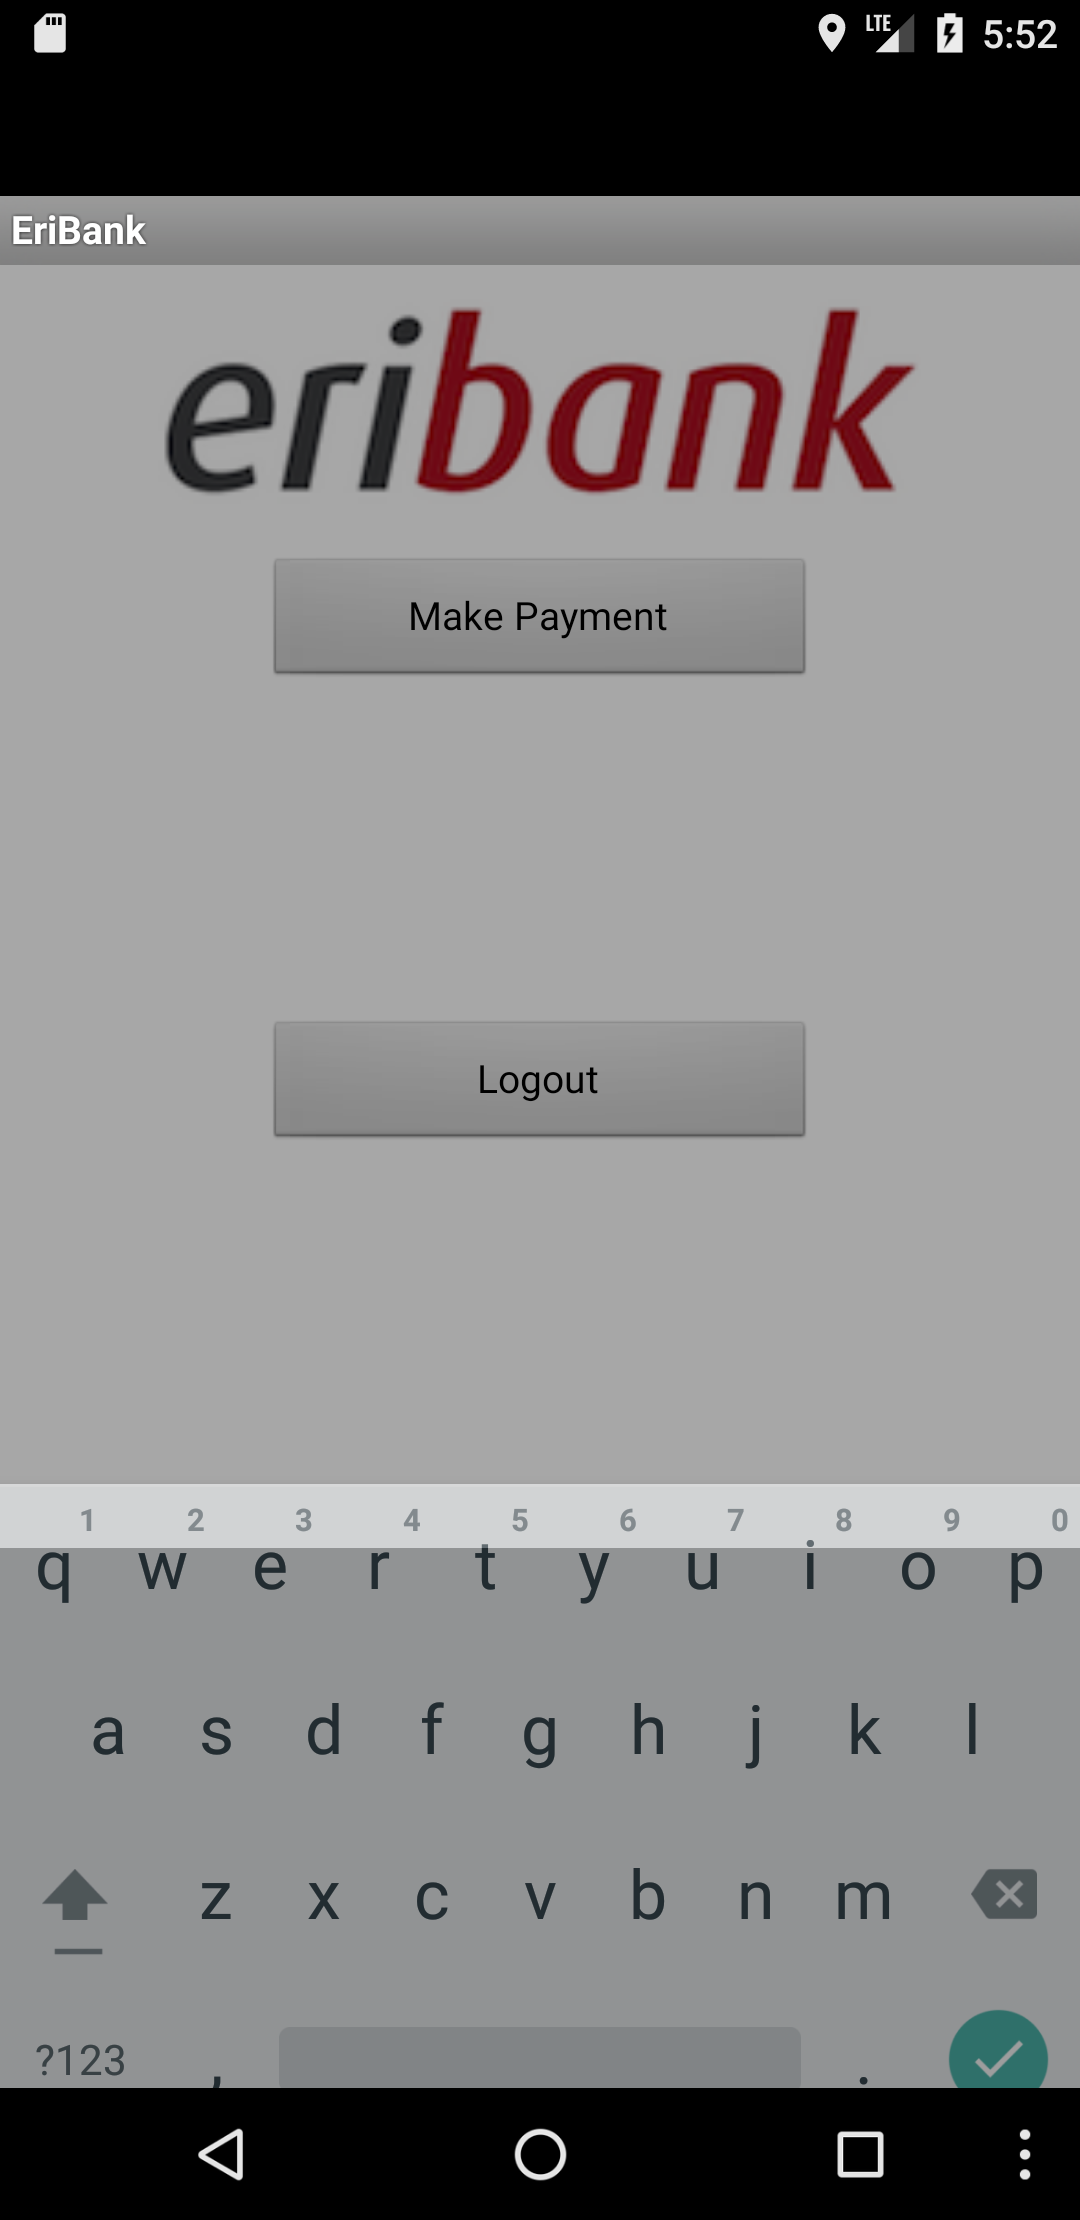 LTE 5:52
EriBank
eribank
Make Payment
Logout
1 2 3 4 5 6 7 8 9 0
q w e r t y u i o p
a s d f g h j k l
z x c v b n m
?123 , .